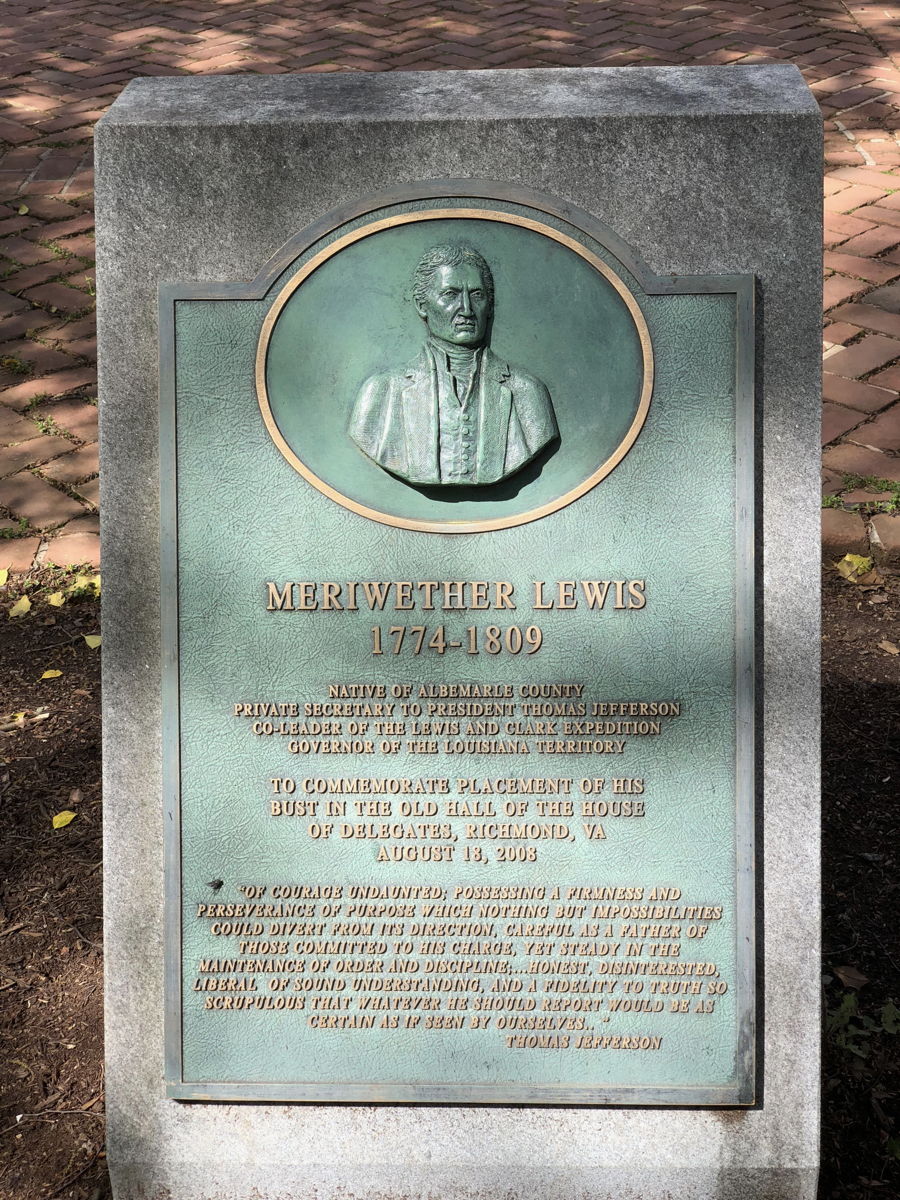 MERIWETHER LEWIS
1774-1809
NATIVE OF ALBEMARLE COUNTY
PRIVATE SECRETARY TO PRESIDENT THOMAS JEFFERSON
CO-LEADER OF THE LEWIS AND CLARK EXPEDITION
GOVERNOR OF THE LOUISIANA TERRITORY
TO COMMEMORATE PLACEMENT OF HIS
BUST IN THE OLD HALL OF THE HOUSE
OF DELEGATES, RICHMOND, VA
AUGUST 18, 2008
"OF COURAGE UNDAUNTED; POSSESSING A FIRMNESS AND
PERSEVERANCE OF PURPOSE WHICH NOTHING BUT IMPOSSIBILITIES
COULD DIVERT FROM ITS DIRECTION, CAREFUL AS A FATHER OF
THOSE COMMITTED TO HIS CHARGE, YET STEADY IN THE
MAINTENANCE OF ORDER AND DISCIPLINE;...HONEST, DISINTERESTED,
LIBERAL, OF SOUND UNDERSTANDING, AND A FIDELITY TO TRUTH SO
SCRUPULOUS THAT WHATEVER HE SHOULD REPORT WOULD BE AS
CERTAIN AS IF SEEN BY OURSELVES.."
THOMAS JEFFERSON